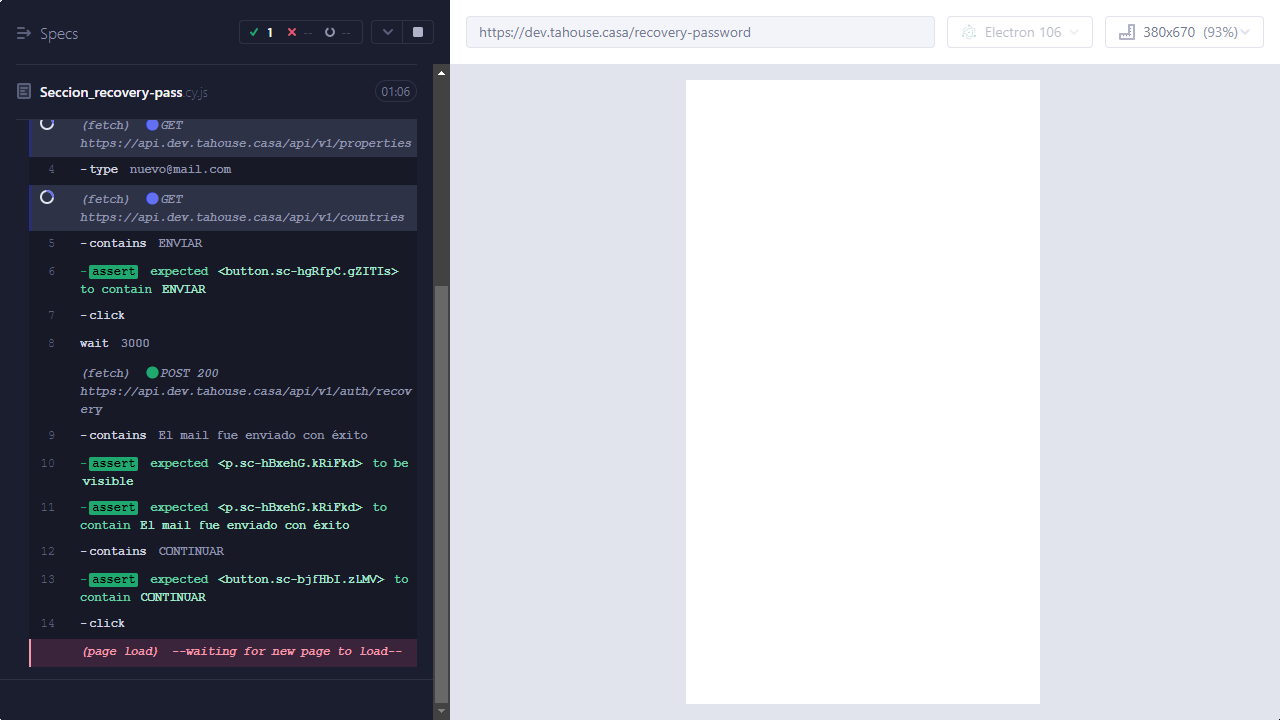 Specs
1 -- --
https://dev.tahouse.casa/recovery-password
Electron 106
380x670 (93%)
Seccion_recovery-pass.cy.js
01:06
(fetch) GET
https://api.dev.tahouse.casa/api/v1/properties
4 -type nuevo@mail.com
(fetch) GET
https://api.dev.tahouse.casa/api/v1/countries
5 -contains ENVIAR
6 -assert expected <button.sc-hgRfpC.gZITIs>
to contain ENVIAR
7 -click
8 wait 3000
(fetch) POST 200
https://api.dev.tahouse.casa/api/v1/auth/recov
ery
9 -contains El mail fue enviado con éxito
10 -assert expected <p.sc-hBxehG.kRiFkd> to be
visible
11 -assert expected <p.sc-hBxehG.kRiFkd> to
contain El mail fue enviado con éxito
12 -contains CONTINUAR
13 -assert expected <button.sc-bjfHbI.zLMV> to
contain CONTINUAR
14 -click
(page load) --waiting for new page to load--